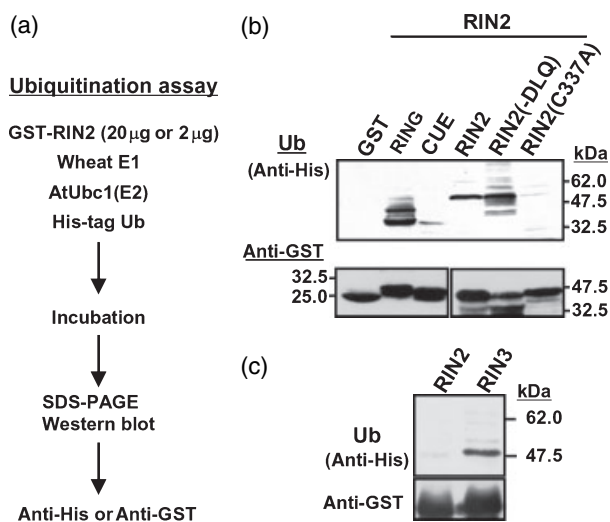 (a)
Ubiquitination assay
GST-RIN2 (20μg or 2μg)
Wheat E1
AtUbc1(E2)
His-tag Ub
Incubation
SDS-PAGE
Western blot
Anti-His or Anti-GST
(b)
RIN2
GST
RING
CUE
RIN2
RIN2(-DLQ)
RIN2(C337A)
Ub
(Anti-His)
kDa
62.0
47.5
32.5
Anti-GST
32.5
25.0
47.5
32.5
(c)
RIN2
RIN3
kDa
62.0
47.5
Ub
(Anti-His)
Anti-GST